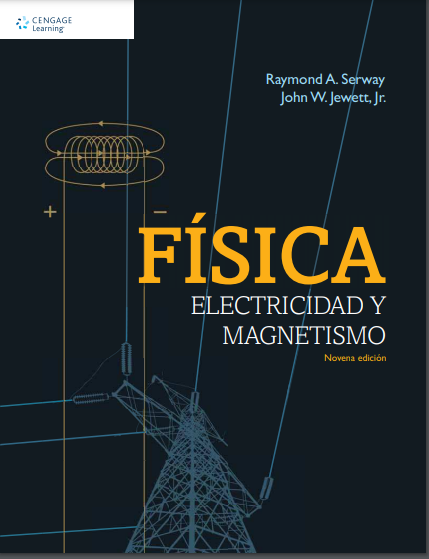 CENGAGE
Learning®
Raymond A. Serway
John W. Jewett, Jr.
+ −
FÍSICA
ELECTRICIDAD Y
MAGNETISMO
Novena edición